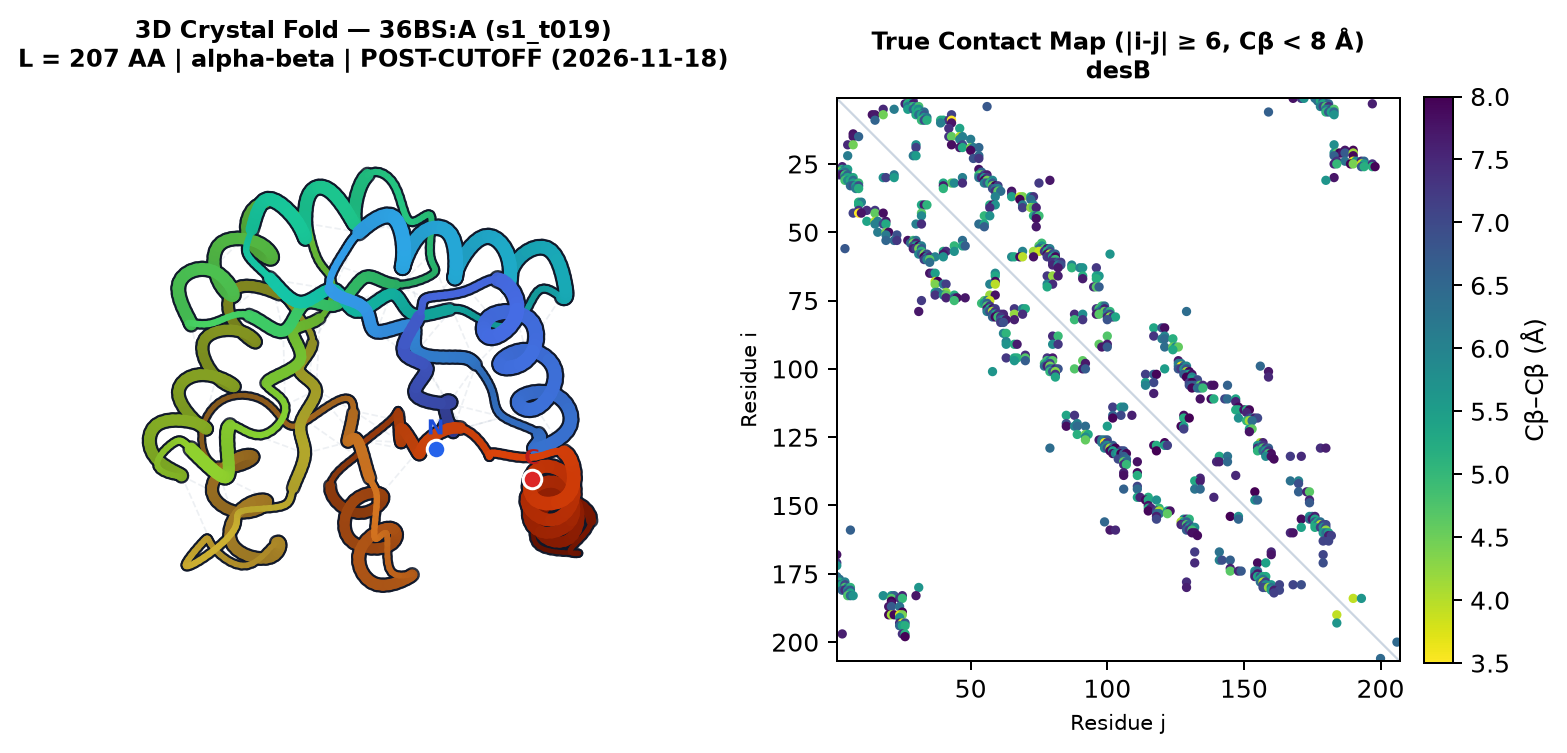 3D Crystal Fold — 36BS:A (s1_t019)
L = 207 AA | alpha-beta | POST-CUTOFF (2026-11-18)
N
True Contact Map (|i-j| ≥ 6, Cβ < 8 Å)
desB
Residue i
25
50
75
100
125
150
175
200
50
100
150
200
Residue j
8.0
7.5
7.0
6.5
6.0
5.5
5.0
4.5
4.0
3.5
Cβ−Cβ (Å)